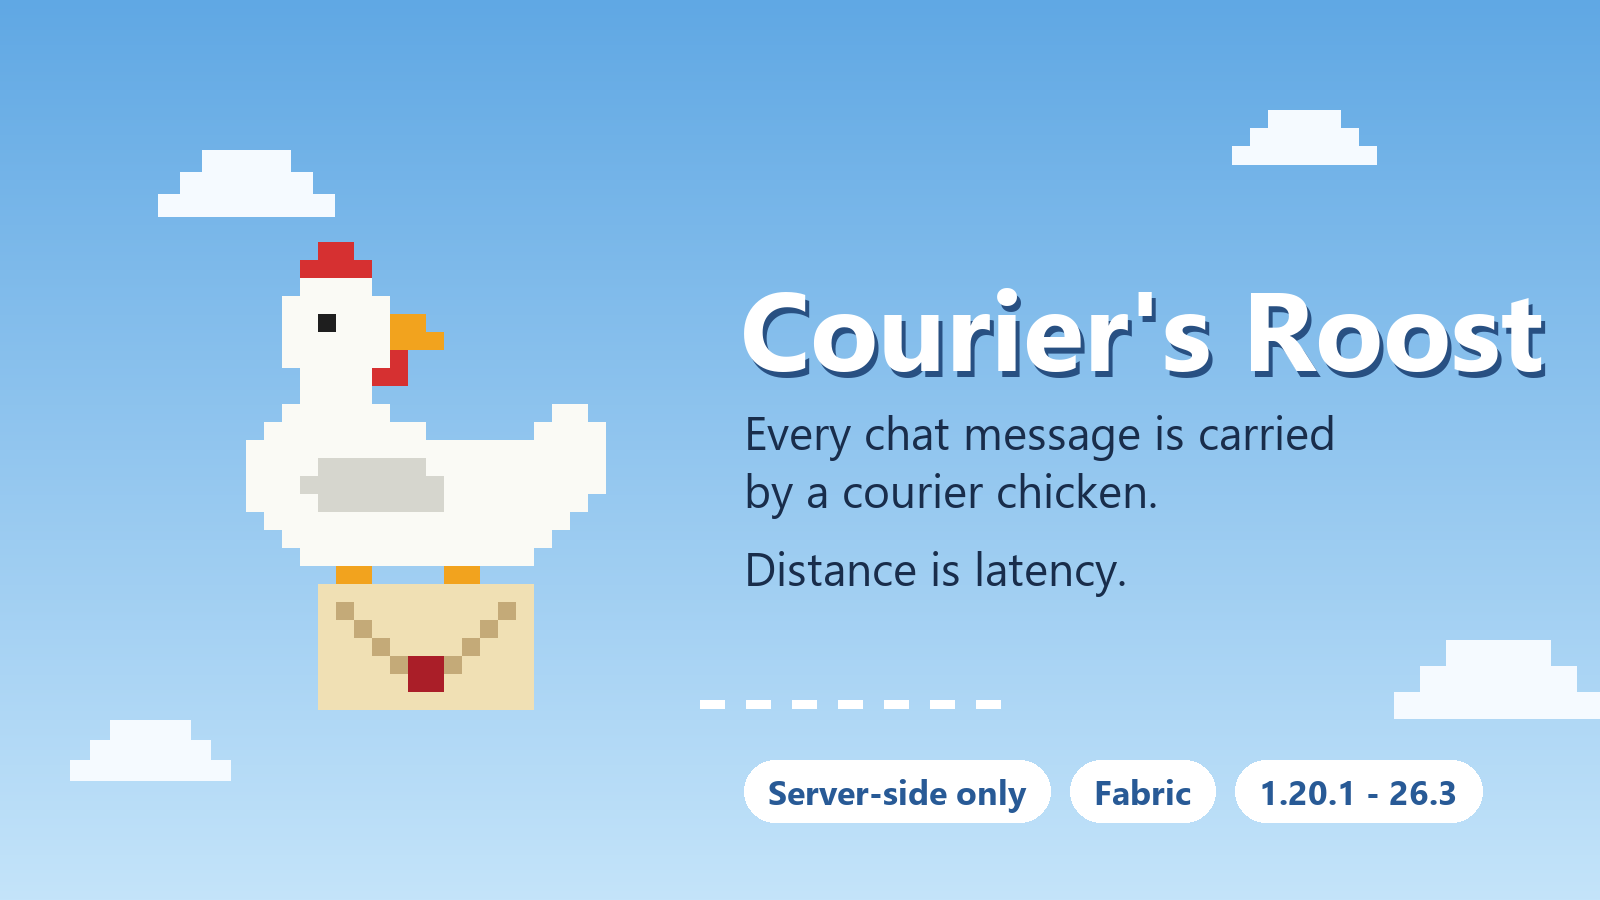 Courier's Roost
Every chat message is carried
by a courier chicken.
Distance is latency.
Server-side only
Fabric
1.20.1 - 26.3